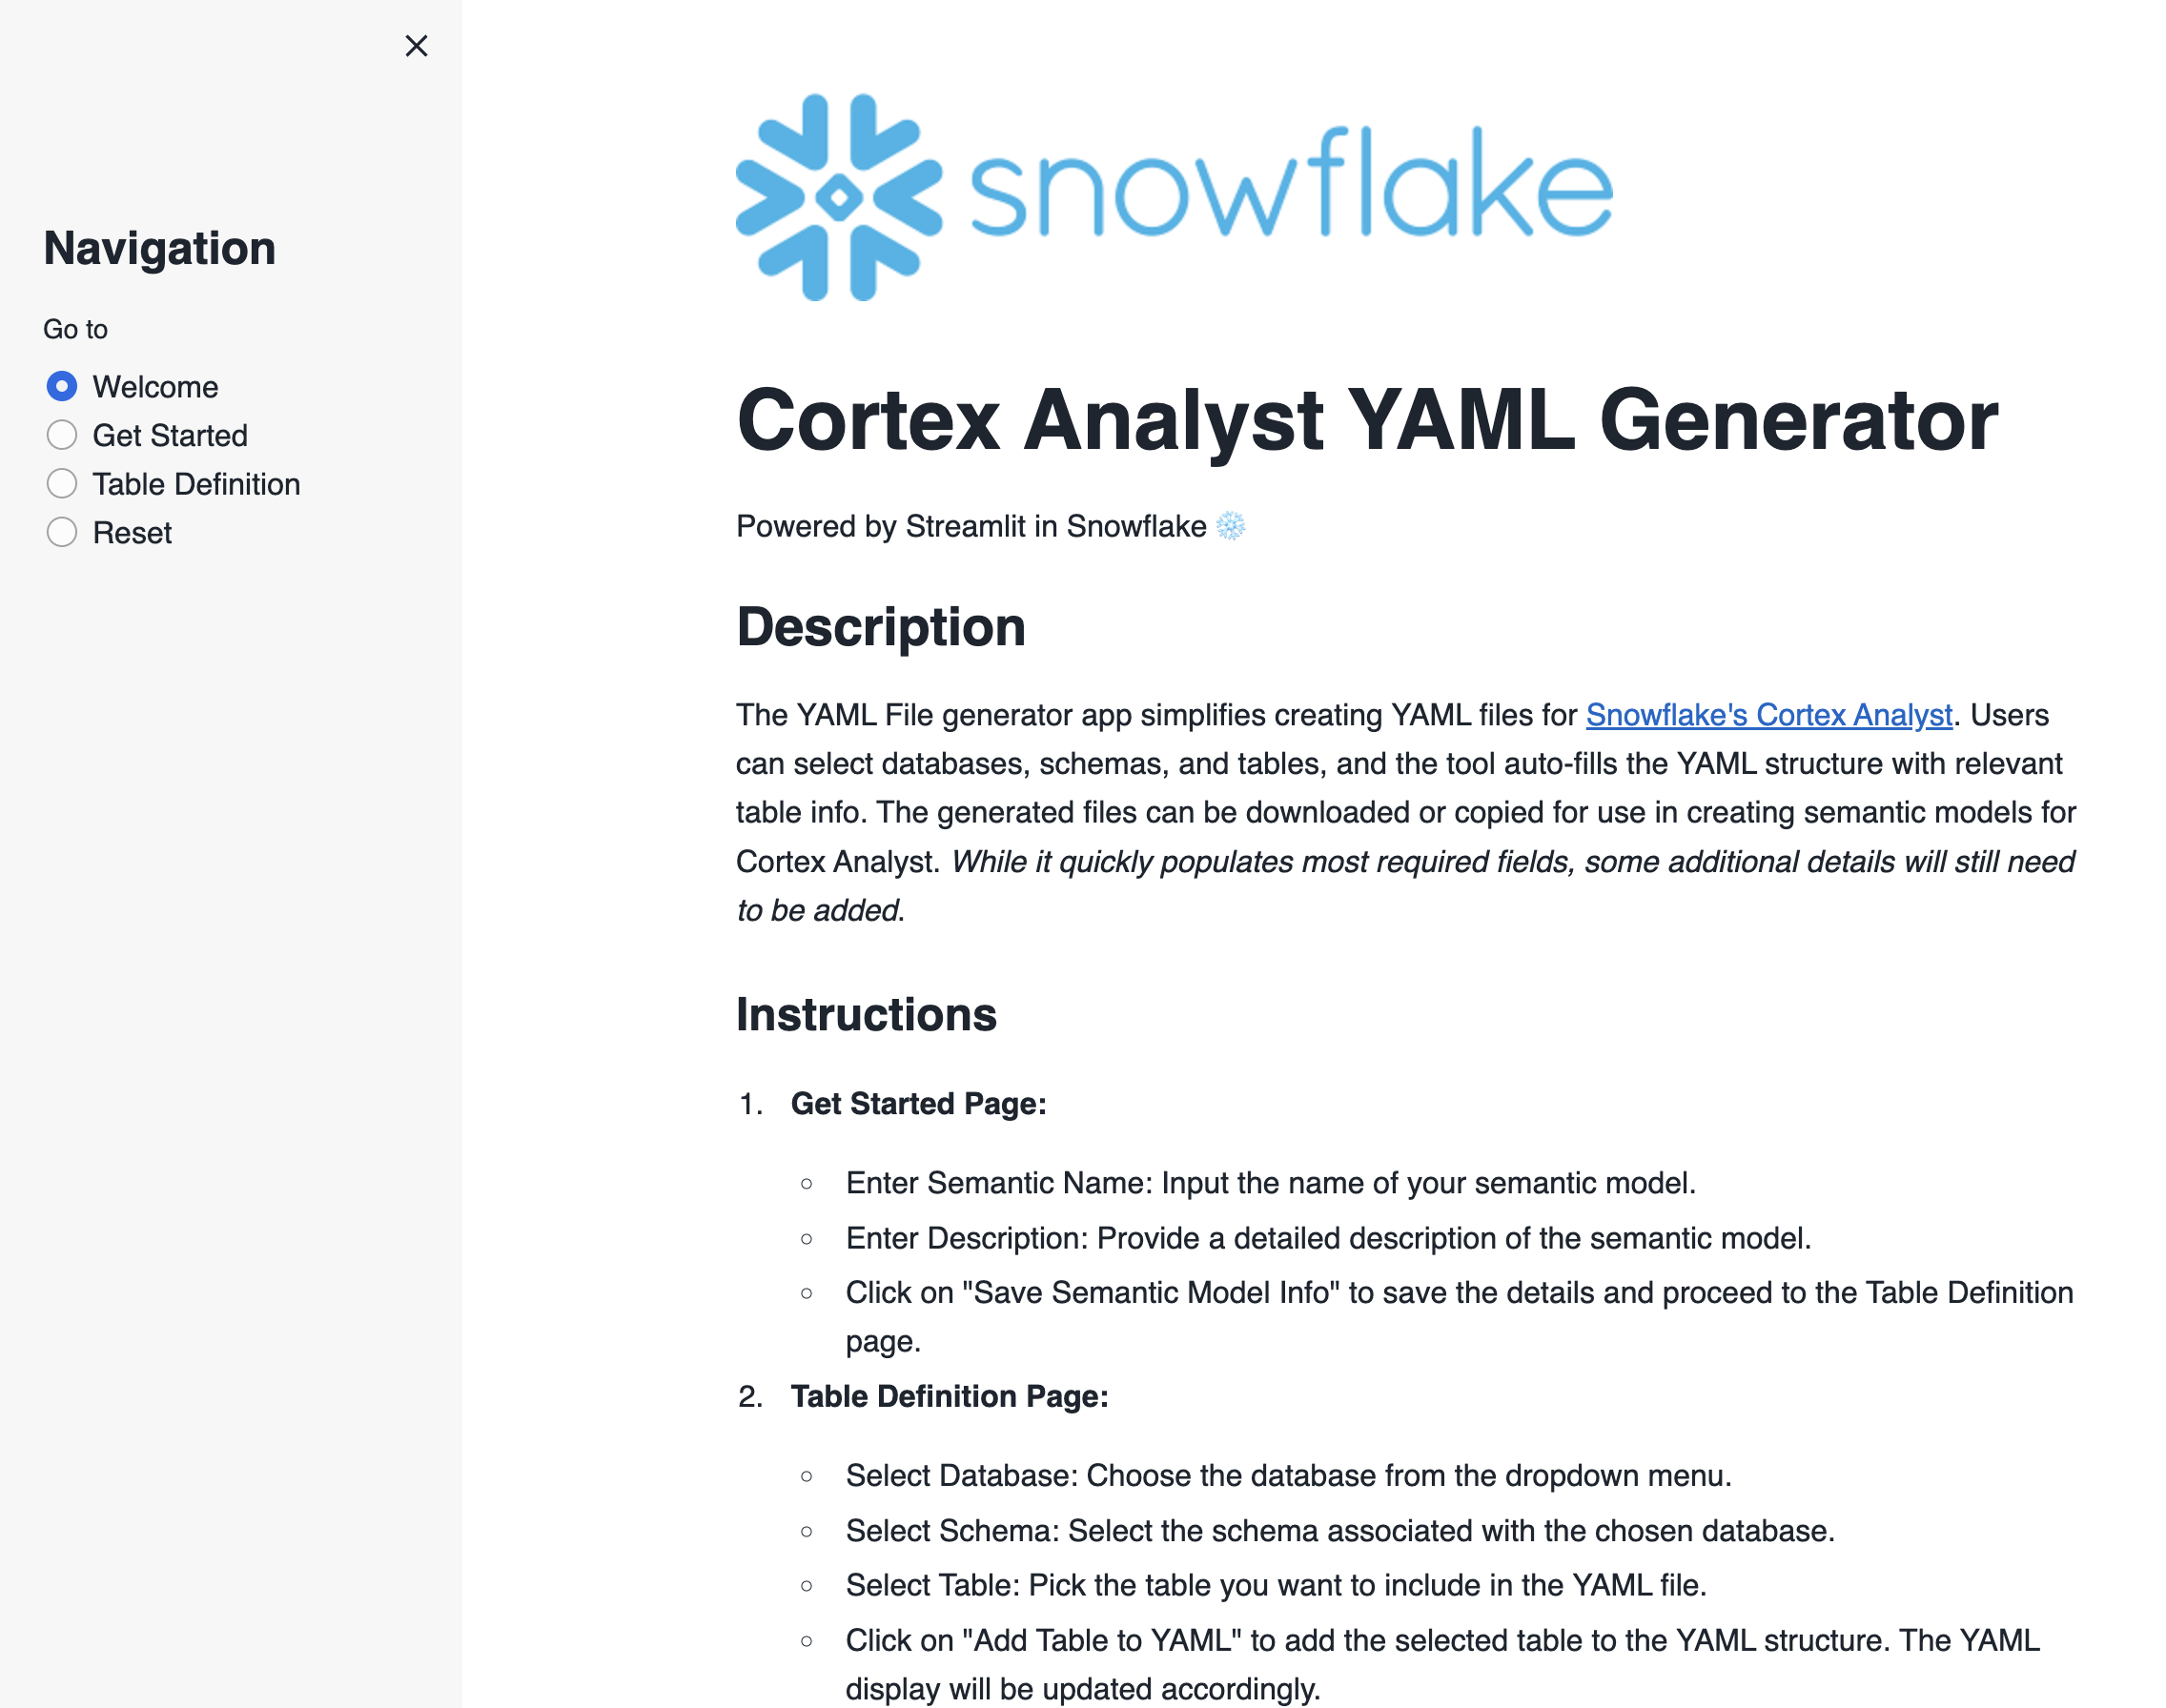 Navigation
Go to
Welcome
Get Started
Table Definition
Reset
snowflake
Cortex Analyst YAML Generator
Powered by Streamlit in Snowflake ❄️
Description
The YAML File generator app simplifies creating YAML files for Snowflake's Cortex Analyst. Users
can select databases, schemas, and tables, and the tool auto-fills the YAML structure with relevant
table info. The generated files can be downloaded or copied for use in creating semantic models for
Cortex Analyst. While it quickly populates most required fields, some additional details will still need
to be added.
Instructions
1. Get Started Page:
○ Enter Semantic Name: Input the name of your semantic model.
○ Enter Description: Provide a detailed description of the semantic model.
○ Click on "Save Semantic Model Info" to save the details and proceed to the Table Definition
page.
2. Table Definition Page:
○ Select Database: Choose the database from the dropdown menu.
○ Select Schema: Select the schema associated with the chosen database.
○ Select Table: Pick the table you want to include in the YAML file.
○ Click on "Add Table to YAML" to add the selected table to the YAML structure. The YAML
display will be updated accordingly.